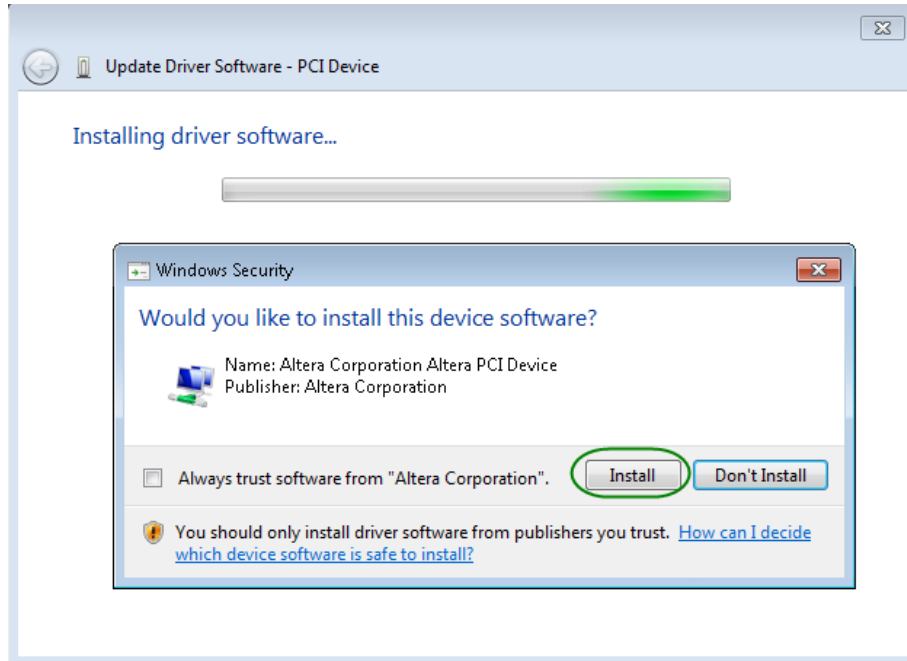 Update Driver Software - PCI Device
Installing driver software...
Windows Security
Would you like to install this device software?
Name: Altera Corporation Altera PCI Device
Publisher: Altera Corporation
Always trust software from "Altera Corporation".
Install
Don't Install
You should only install driver software from publishers you trust. How can I decide
which device software is safe to install?